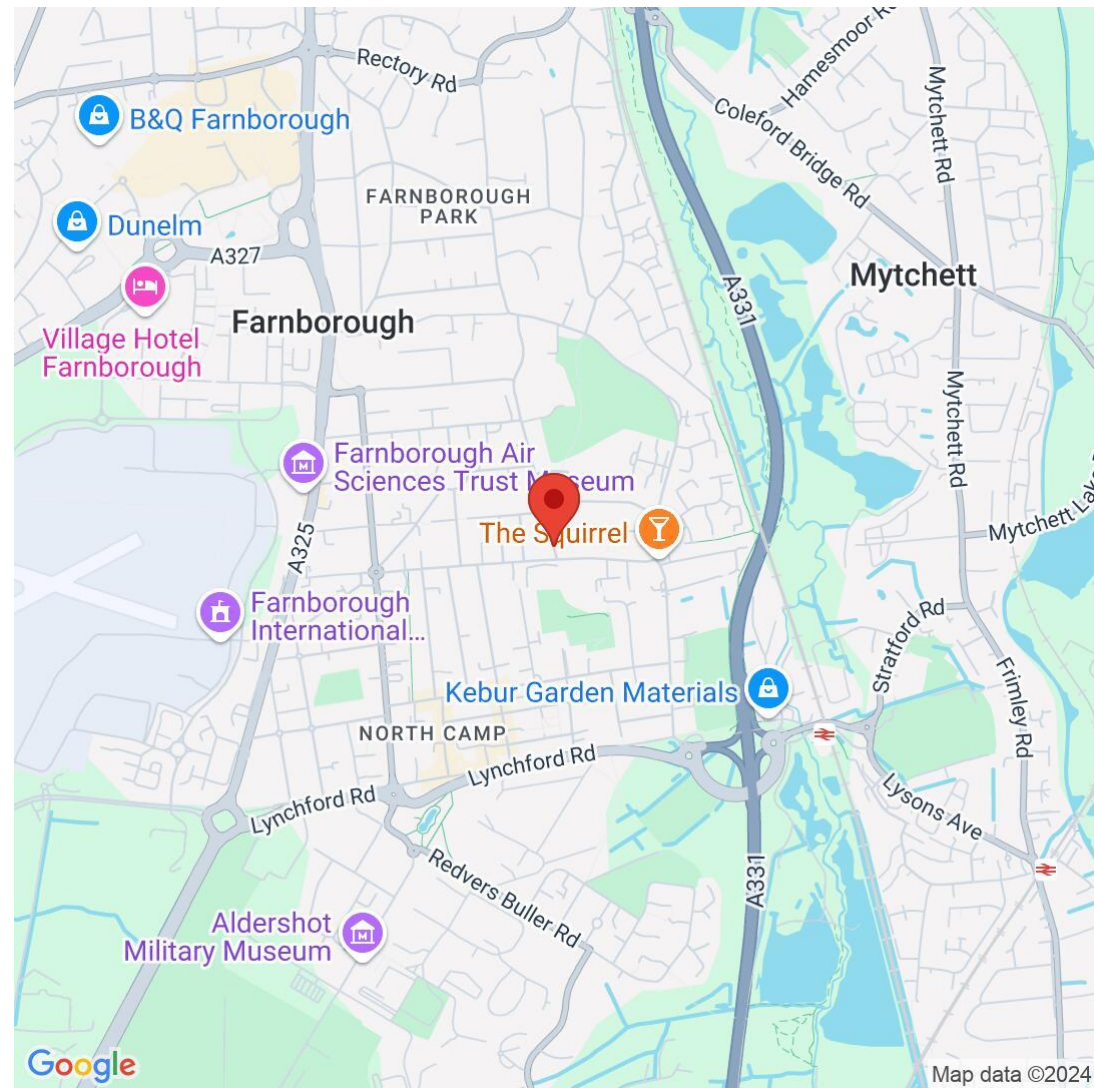 Rectory Rd
Hamesmoor Rd
Mytchett Rd
Coleford Bridge Rd
B&Q Farnborough
FARNBOROUGH
PARK
Dunelm
A327
A331
Mytchett
Village Hotel
Farnborough
Farnborough
Mytchett Rd
Farnborough Air
Sciences Trust Museum
The Squirrel
Mytchett Lake
A325
Farnborough
International...
Stratford Rd
Frimley Rd
Kebur Garden Materials
NORTH CAMP
Lynchford Rd
Lynchford Rd
Lysons Ave
Redvers Buller Rd
A331
Aldershot
Military Museum
Google
Map data ©2024